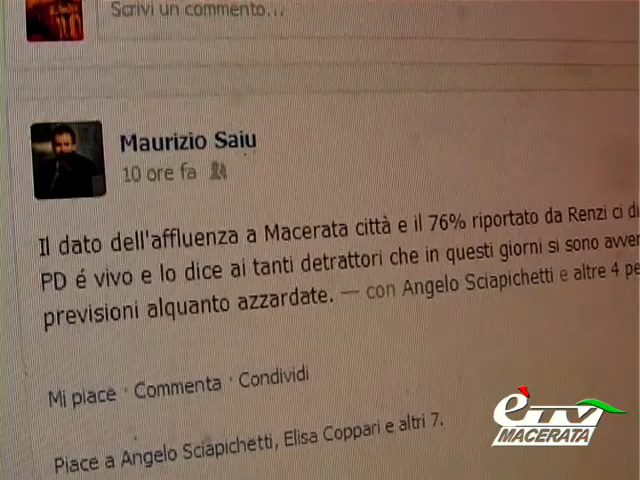 Scrivi un commento...
Maurizio Saiu
10 ore fa
Il dato dell'affluenza a Macerata città e il 76% riportato da Renzi ci
PD é vivo e lo dice ai tanti detrattori che in questi giorni si sono
previsioni alquanto azzardate. — con Angelo Sciapichetti e altre 4
Mi piace · Commenta · Condividi
Piace a Angelo Sciapichetti, Elisa Coppari e altri 7.
èTV
MACERATA